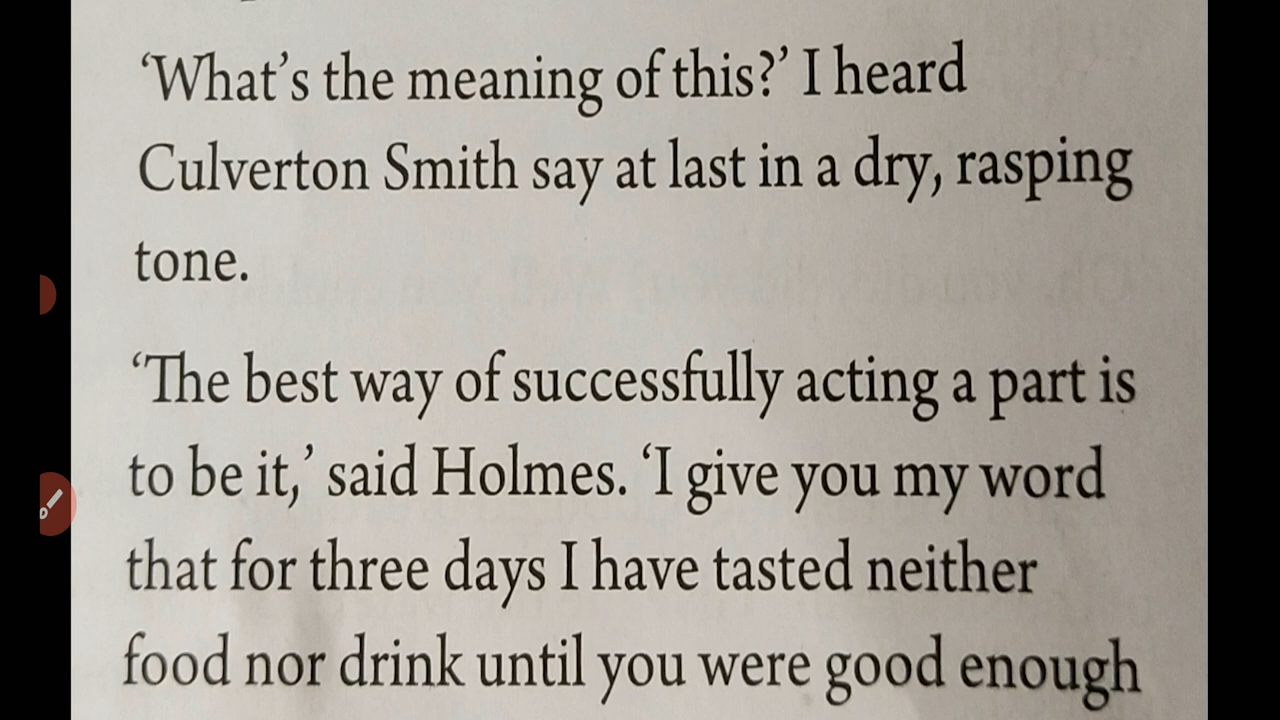 ‘What’s the meaning of this?’ I heard
Culverton Smith say at last in a dry, rasping
tone.
‘The best way of successfully acting a part is
to be it,’ said Holmes. ‘I give you my word
that for three days I have tasted neither
food nor drink until you were good enough